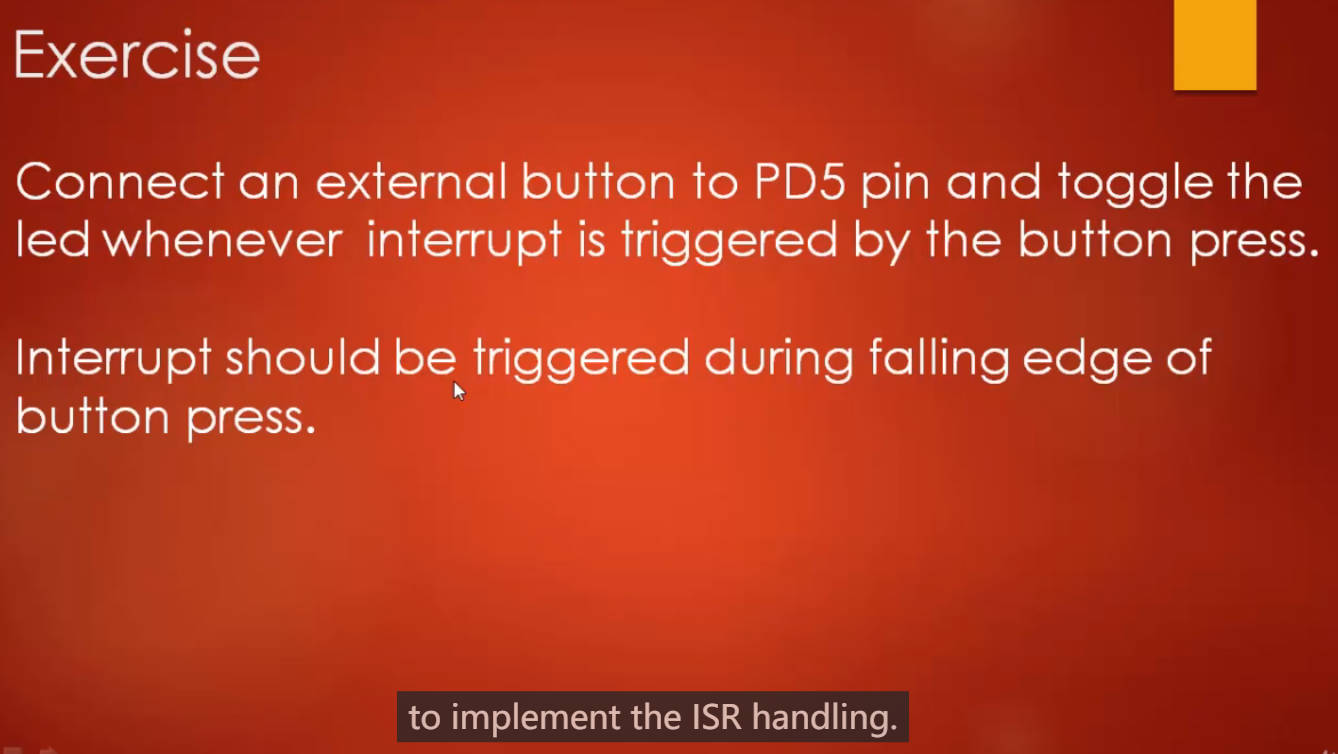 Exercise
Connect an external button to PD5 pin and toggle the
led whenever interrupt is triggered by the button press.
Interrupt should be triggered during falling edge of
button press.
to implement the ISR handling.